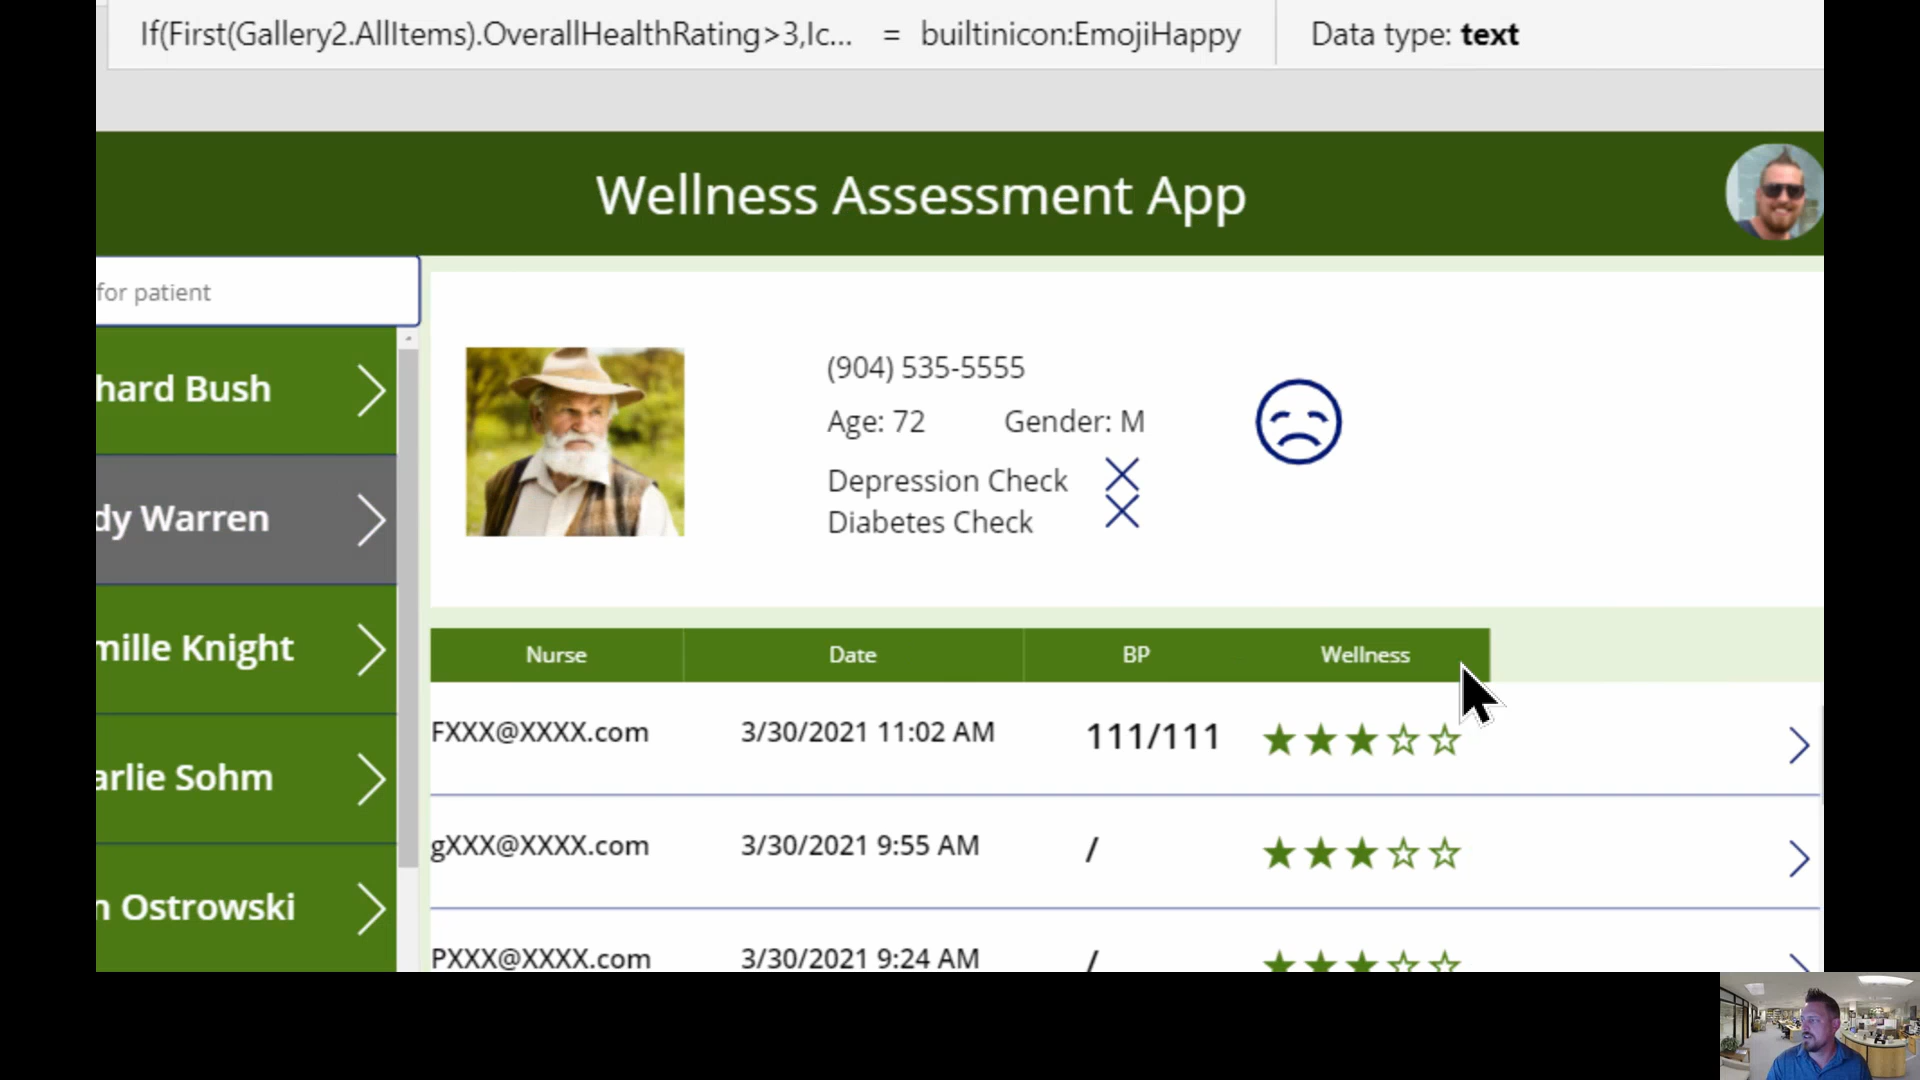 If(First(Gallery2.AllItems).OverallHealthRating>3,Ic... = builtinicon:EmojiHappy Data type: text
Wellness Assessment App
for patient
hard Bush
dy Warren
mille Knight
arlie Sohm
n Ostrowski
(904) 535-5555
Age: 72 Gender: M
Depression Check
Diabetes Check
Nurse Date BP Wellness
FXXX@XXXX.com 3/30/2021 11:02 AM 111/111
gXXX@XXXX.com 3/30/2021 9:55 AM /
PXXX@XXXX.com 3/30/2021 9:24 AM /